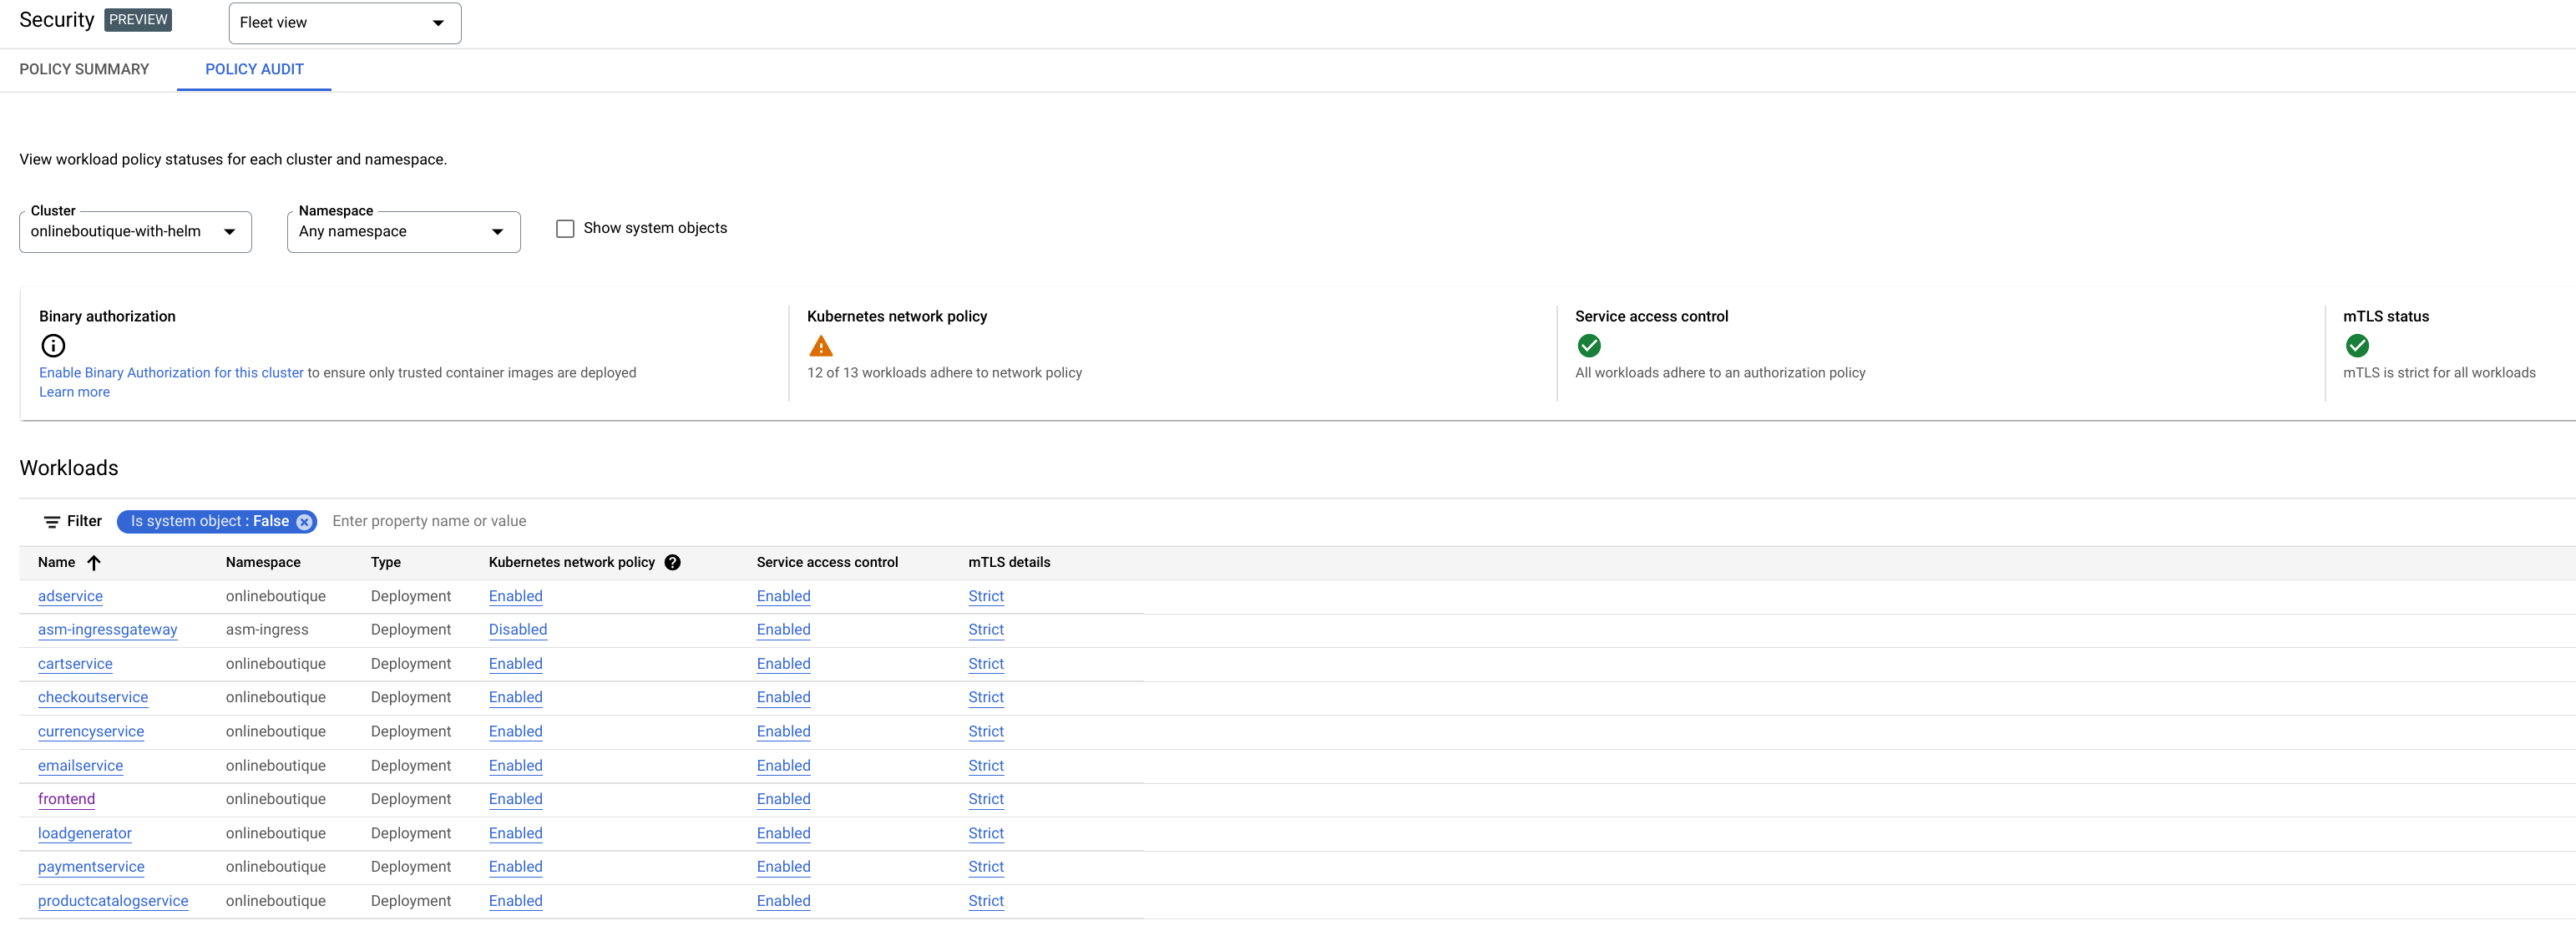 Security PREVIEW Fleet view
POLICY SUMMARY POLICY AUDIT
View workload policy statuses for each cluster and namespace.
Cluster Namespace
onlineboutique-with-helm Any namespace Show system objects
Binary authorization Kubernetes network policy Service access control mTLS status
Enable Binary Authorization for this cluster to ensure only trusted container images are deployed 12 of 13 workloads adhere to network policy All workloads adhere to an authorization policy mTLS is strict for all workloads
Learn more
Workloads
Filter Is system object : False Enter property name or value
Name Namespace Type Kubernetes network policy Service access control mTLS details
adservice onlineboutique Deployment Enabled Enabled Strict
asm-ingressgateway asm-ingress Deployment Disabled Enabled Strict
cartservice onlineboutique Deployment Enabled Enabled Strict
checkoutservice onlineboutique Deployment Enabled Enabled Strict
currencyservice onlineboutique Deployment Enabled Enabled Strict
emailservice onlineboutique Deployment Enabled Enabled Strict
frontend onlineboutique Deployment Enabled Enabled Strict
loadgenerator onlineboutique Deployment Enabled Enabled Strict
paymentservice onlineboutique Deployment Enabled Enabled Strict
productcatalogservice onlineboutique Deployment Enabled Enabled Strict